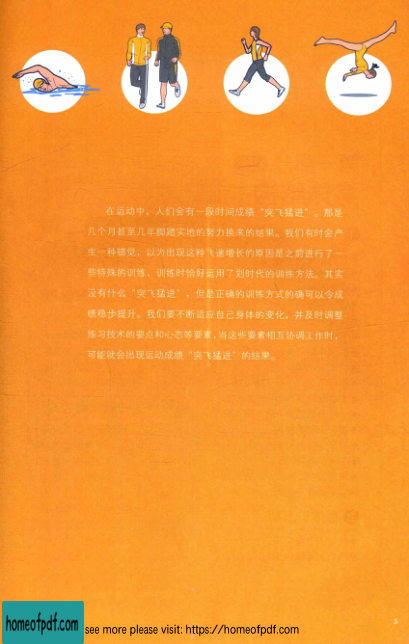 在运动中，人们会有一段时间成绩“突飞猛进”。那是
几个月甚至几年脚踏实地的努力换来的结果。我们有时会产
生一种错觉，以为出现这种飞速增长的原因是之前进行了一
些特殊的训练，训练时恰好运用了划时代的训练方法。其实
没有什么“突飞猛进”，但是正确的训练方式的确可以令成
绩稳步提升。我们要不断适应自己身体的变化，并及时调整
练习技术的要点和心态等要素，当这些要素相互协调工作时，
可能就会出现运动成绩“突飞猛进”的结果。
3
homeofpdf.com
see more please visit: https://homeofpdf.com